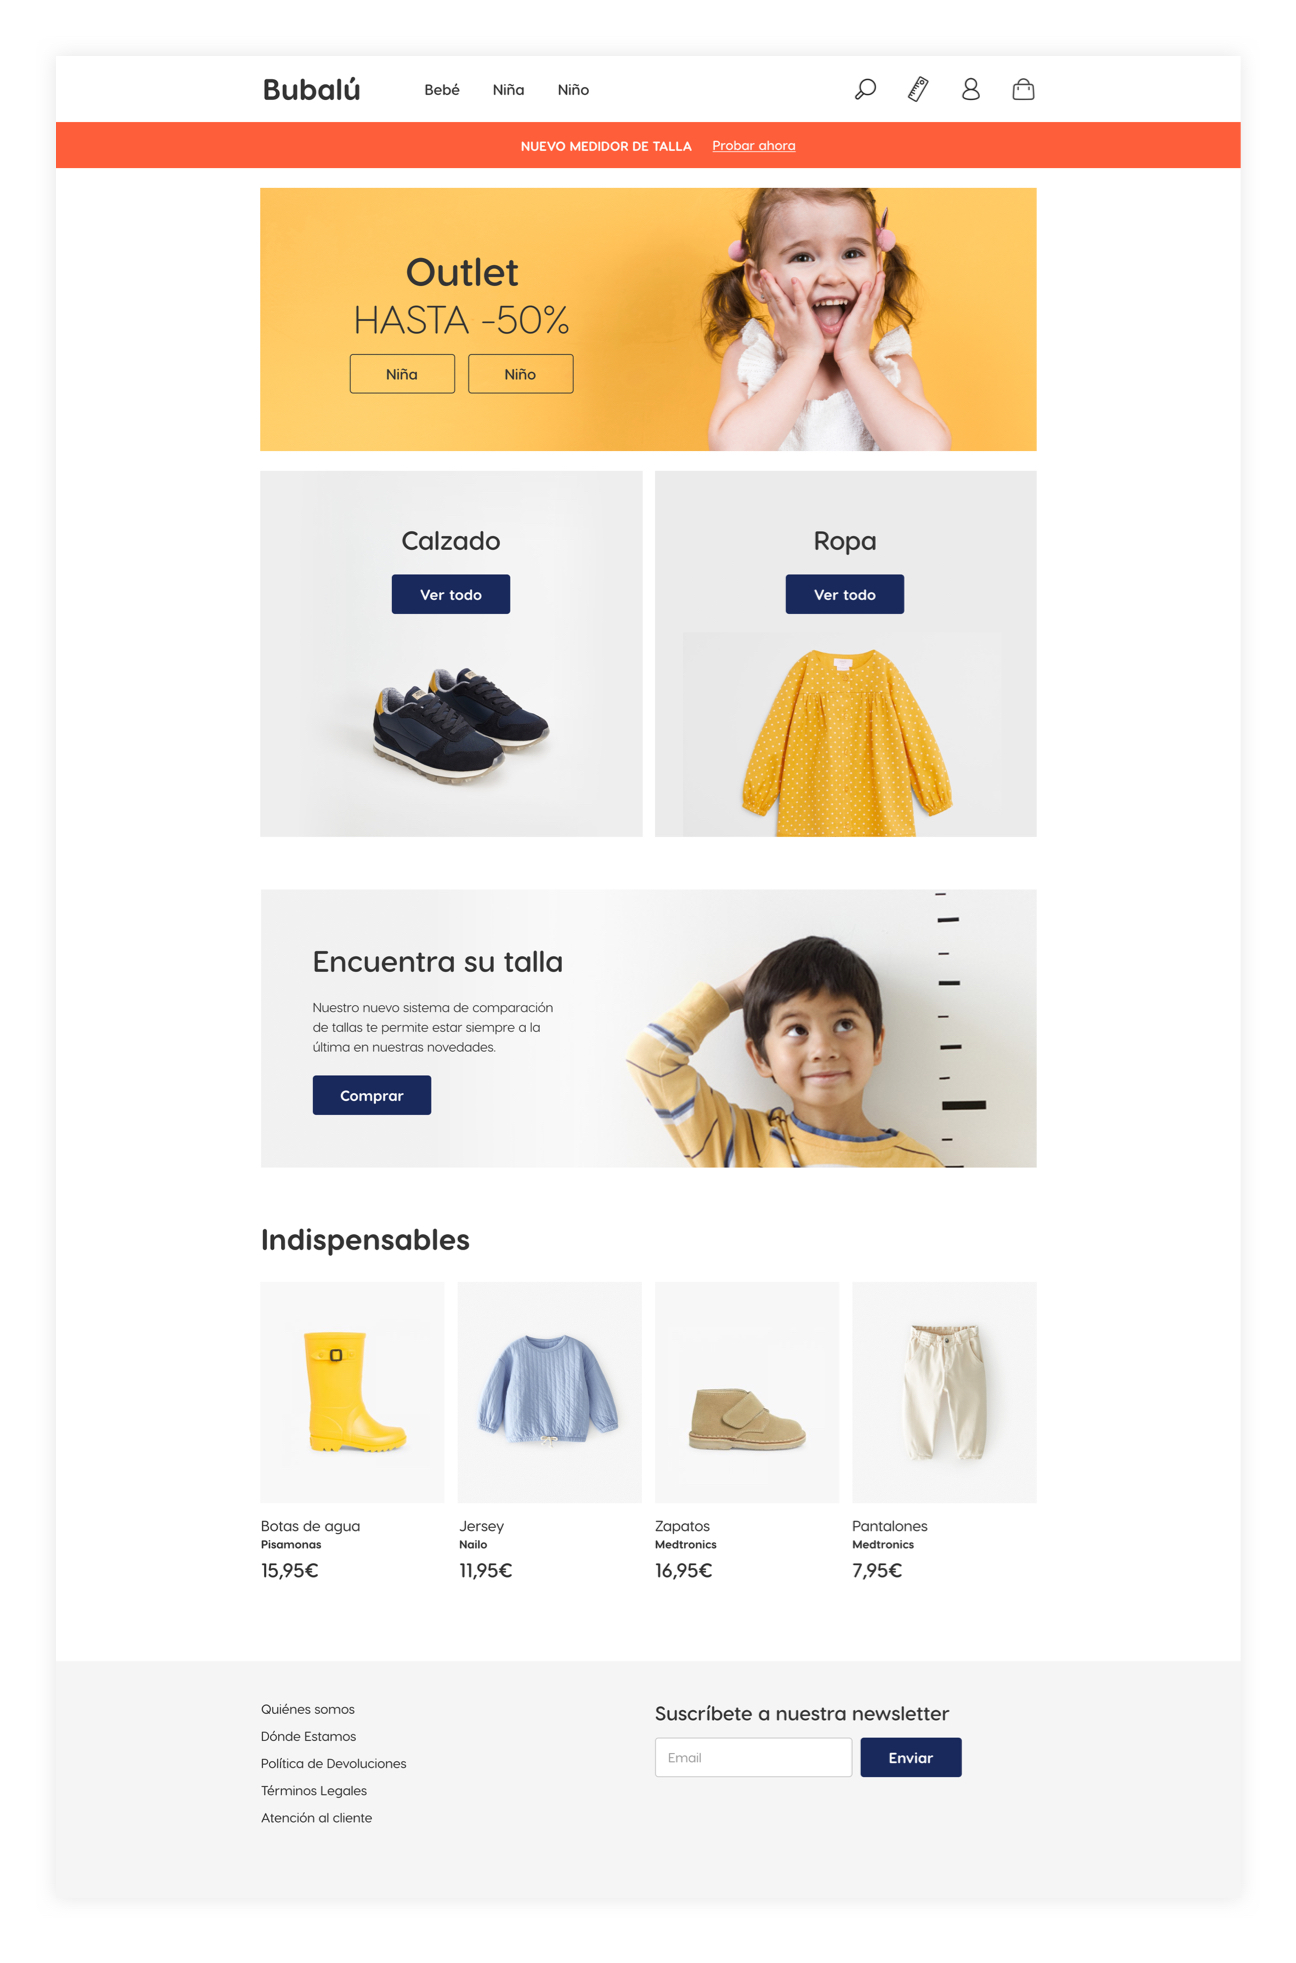 Bubalú
Bebé
Niña
Niño
NUEVO MEDIDOR DE TALLA
Probar ahora
Outlet
HASTA -50%
Niña
Niño
Calzado
Ver todo
Ropa
Ver todo
Encuentra su talla
Nuestro nuevo sistema de comparación
de tallas te permite estar siempre a la
última en nuestras novedades.
Comprar
Indispensables
Botas de agua
Pisamonas
15,95€
Jersey
Nailo
11,95€
Zapatos
Medtronics
16,95€
Pantalones
Medtronics
7,95€
Quiénes somos
Dónde Estamos
Política de Devoluciones
Términos Legales
Atención al cliente
Suscríbete a nuestra newsletter
Email
Enviar